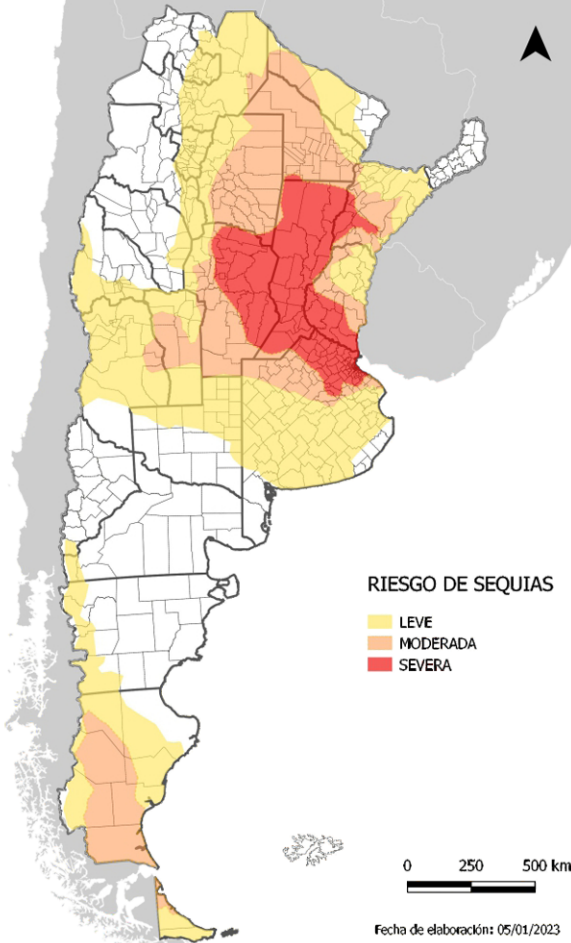 RIESGO DE SEQUIAS
LEVE
MODERADA
SEVERA
0 250 500 km
Fecha de elaboración: 05/01/2023